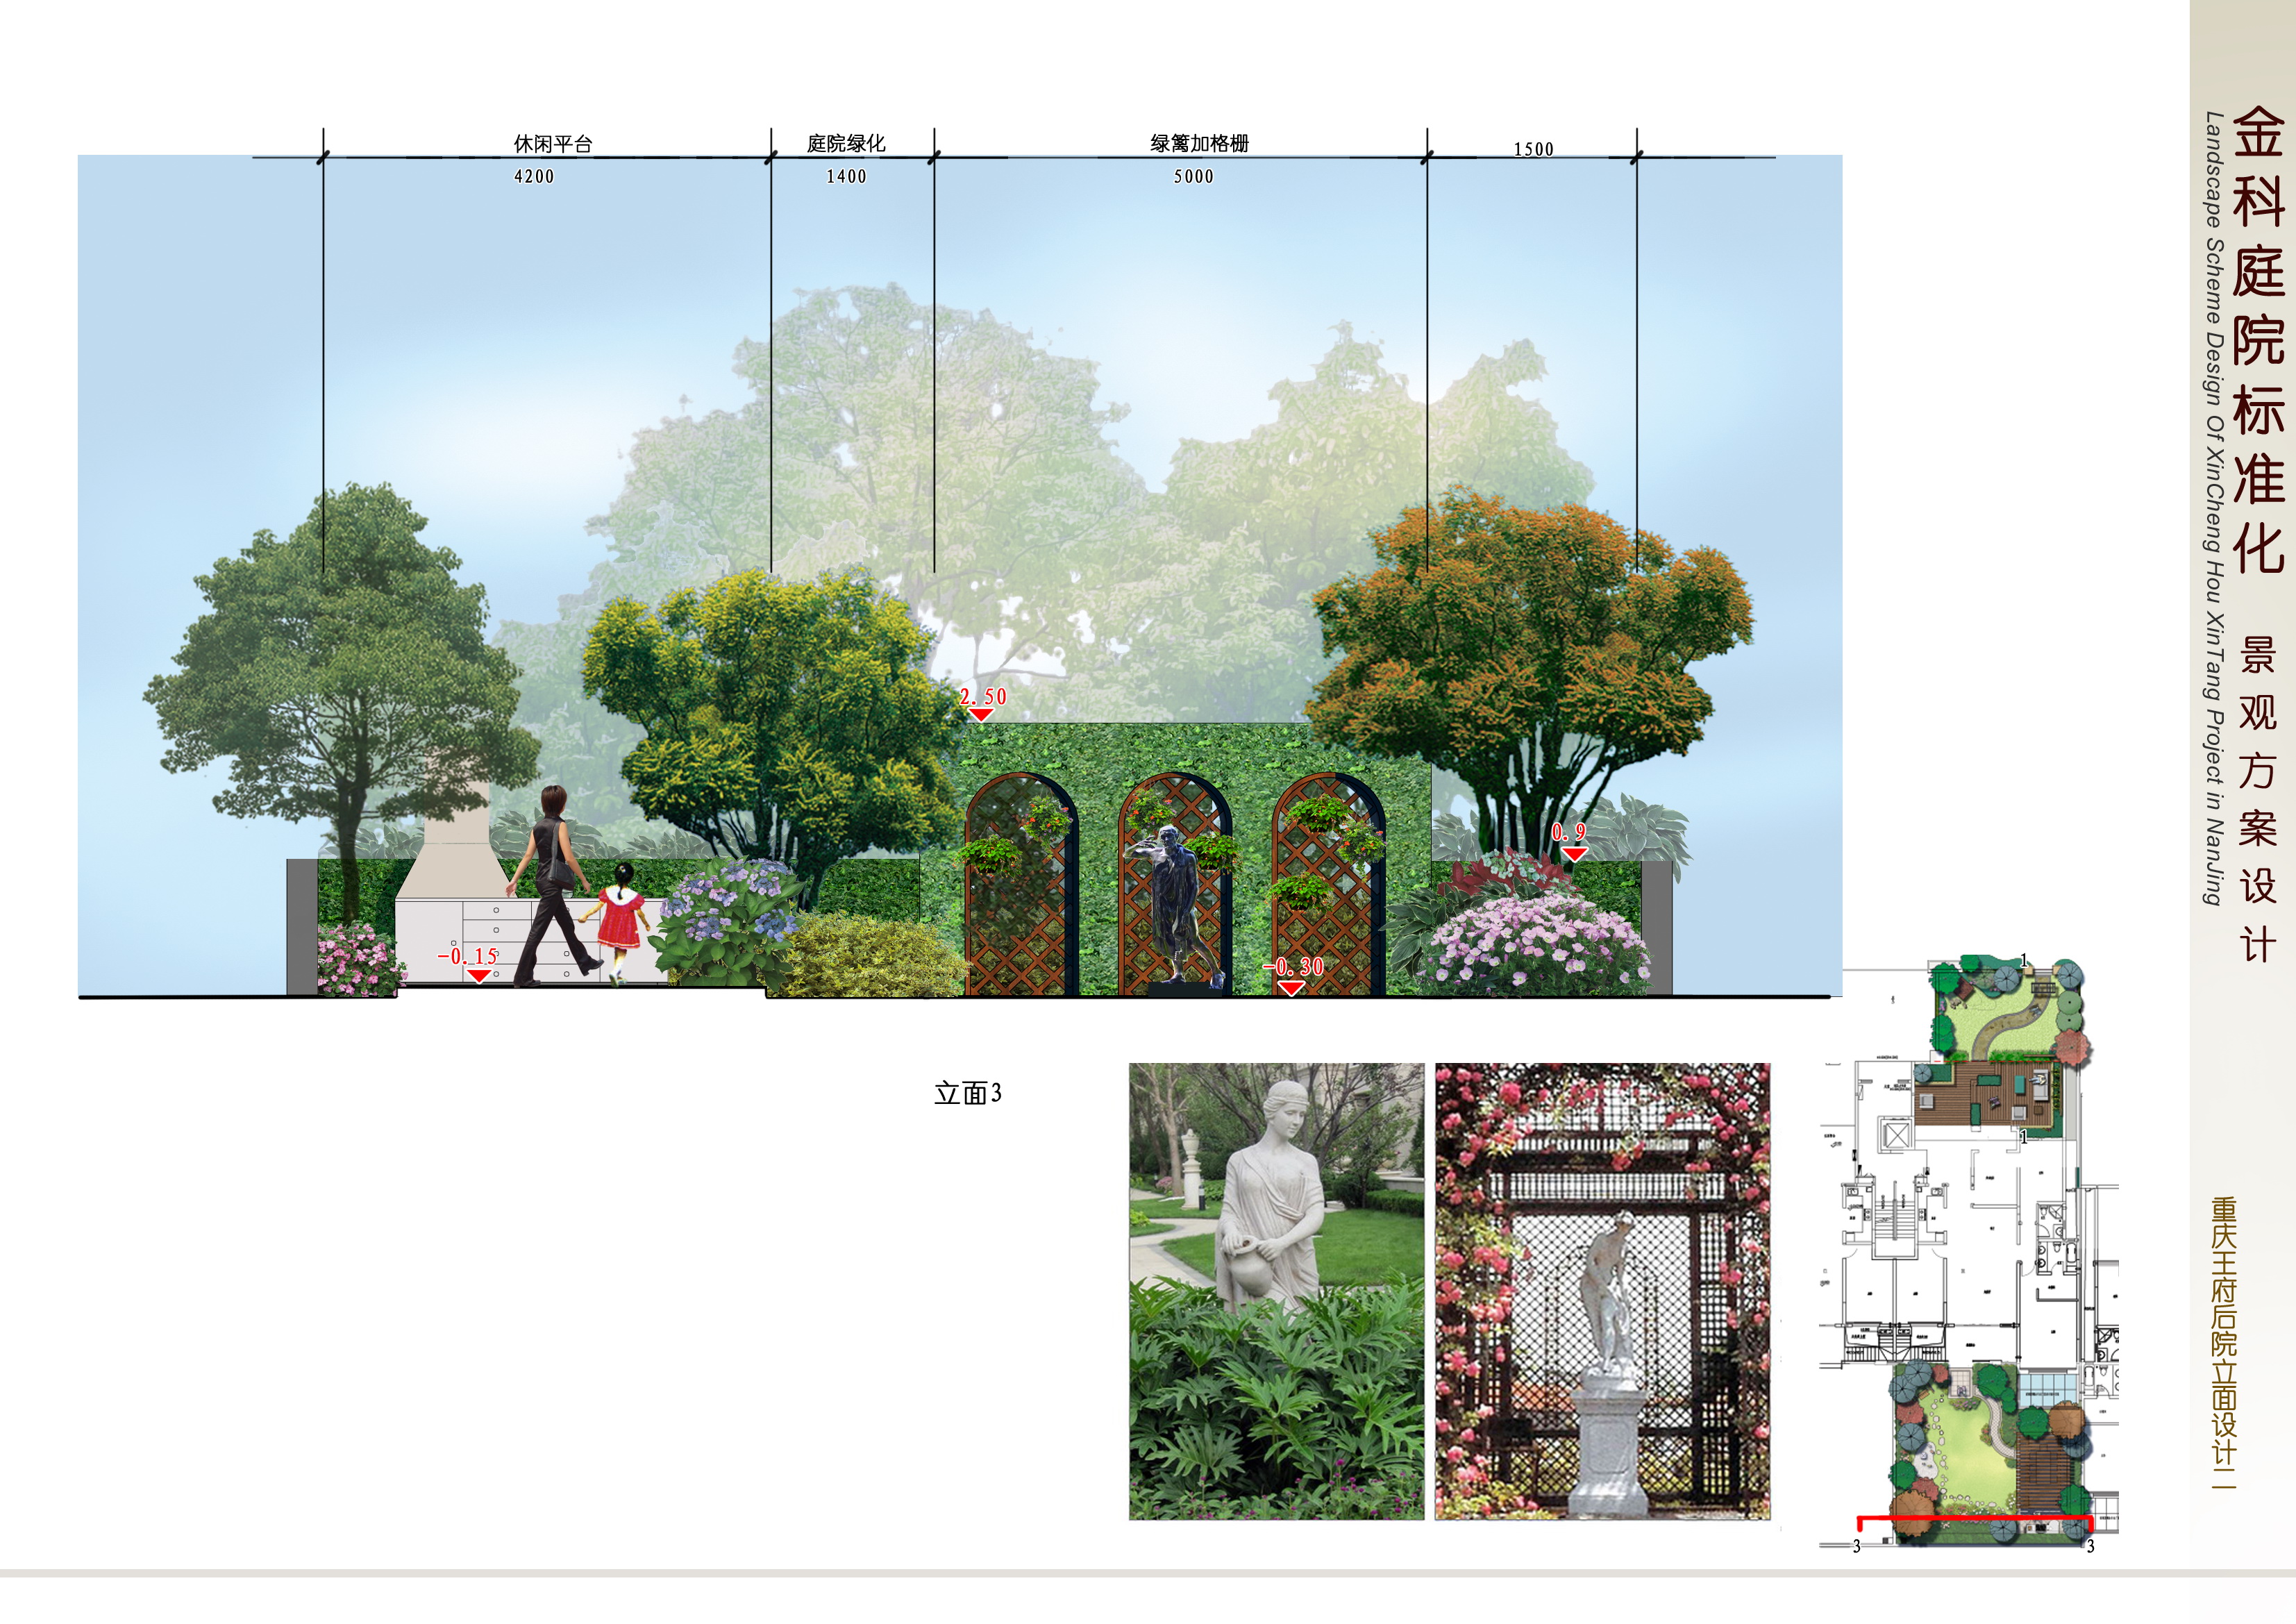 休闲平台
庭院绿化
绿篱加格栅
1500
4200
1400
5000
2.50
0.9
-0.15
-0.30
立面3
1
1
3
3
金科庭院标准化 景观方案设计
Landscape Scheme Design Of XinCheng Hou XinTang Project in NanJing
重庆王府后院立面设计二